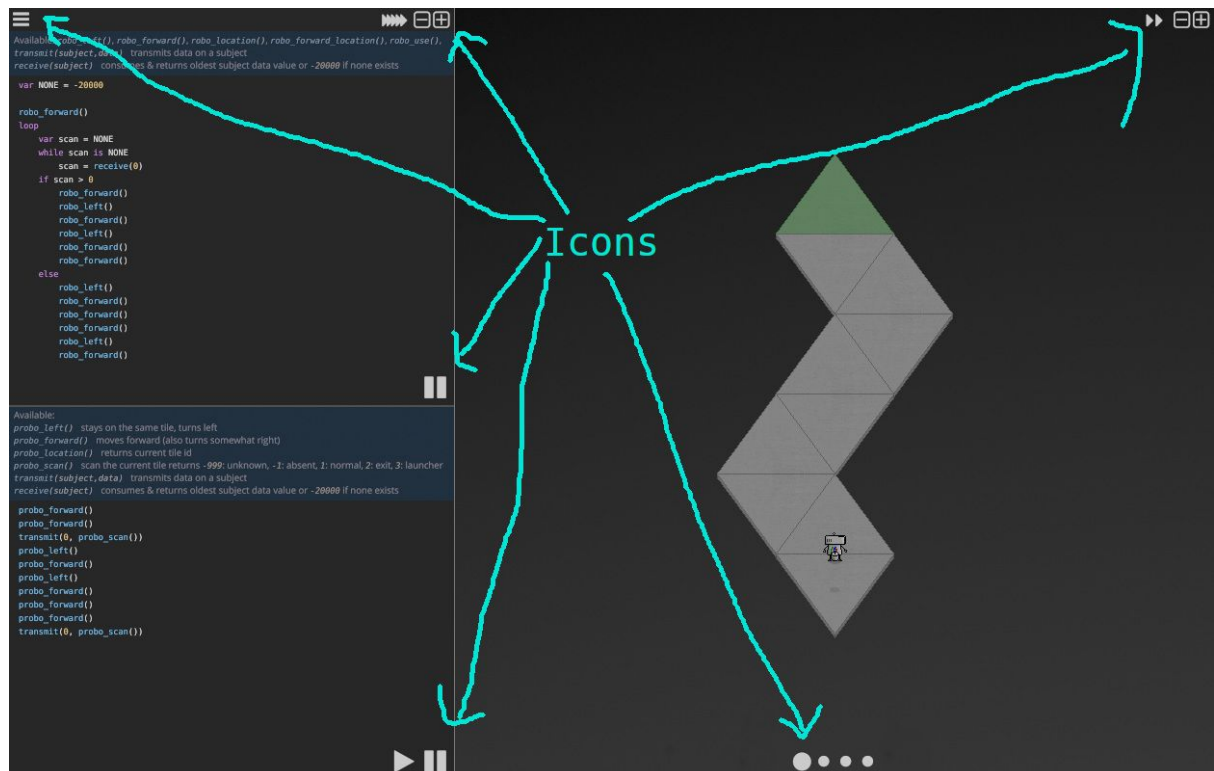 Available: robo_left(), robo_forward(), robo_location(), robo_forward_location(), robo_use(),
transmit(subject,data) transmits data on a subject
receive(subject) consumes & returns oldest subject data value or -20000 if none exists
var NONE = -20000
robo_forward()
loop
    var scan = NONE
    while scan is NONE
        scan = receive(0)
    if scan > 0
        robo_forward()
        robo_left()
        robo_forward()
        robo_left()
        robo_forward()
        robo_forward()
    else
        robo_left()
        robo_forward()
        robo_forward()
        robo_forward()
        robo_left()
        robo_forward()
Available:
probo_left() stays on the same tile, turns left
probo_forward() moves forward (also turns somewhat right)
probo_location() returns current tile id
probo_scan() scan the current tile returns -999: unknown, -1: absent, 1: normal, 2: exit, 3: launcher
transmit(subject,data) transmits data on a subject
receive(subject) consumes & returns oldest subject data value or -20000 if none exists
probo_forward()
probo_forward()
transmit(0, probo_scan())
probo_left()
probo_forward()
probo_left()
probo_forward()
probo_forward()
probo_forward()
transmit(0, probo_scan())
Icons